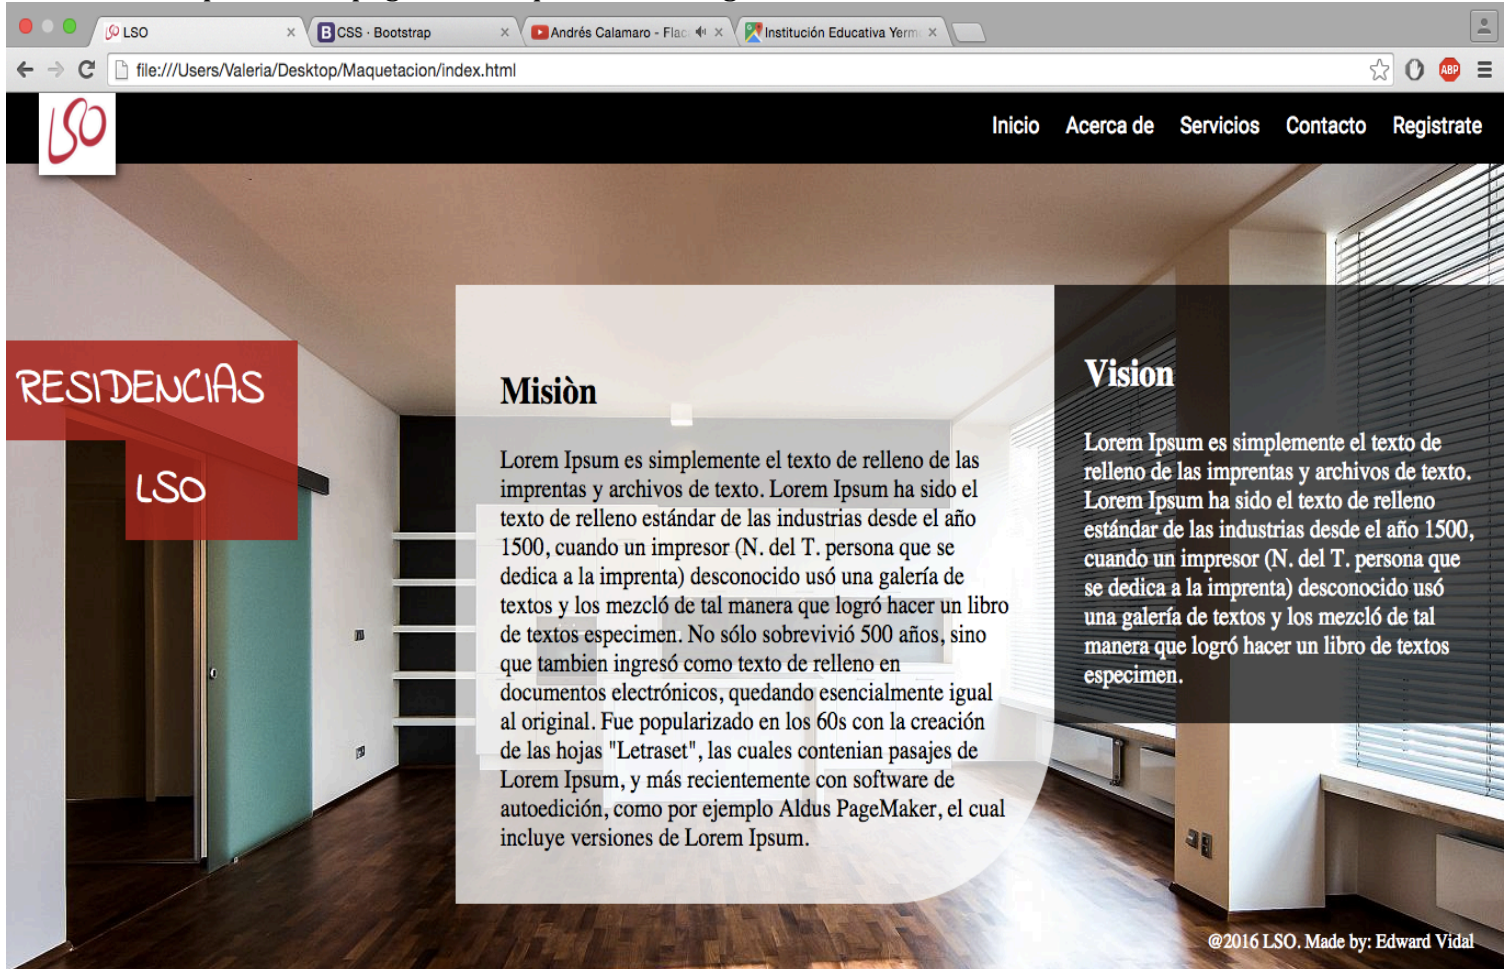 LSO
CSS · Bootstrap
Andrés Calamaro - Flac
Institución Educativa Yerm
file:///Users/Valeria/Desktop/Maquetacion/index.html
ABP
LSO
Inicio Acerca de Servicios Contacto Registrate
RESIDENCIAS
LSO
Misiòn
Lorem Ipsum es simplemente el texto de relleno de las
imprentas y archivos de texto. Lorem Ipsum ha sido el
texto de relleno estándar de las industrias desde el año
1500, cuando un impresor (N. del T. persona que se
dedica a la imprenta) desconocido usó una galería de
textos y los mezcló de tal manera que logró hacer un libro
de textos especimen. No sólo sobrevivió 500 años, sino
que tambien ingresó como texto de relleno en
documentos electrónicos, quedando esencialmente igual
al original. Fue popularizado en los 60s con la creación
de las hojas "Letraset", las cuales contenian pasajes de
Lorem Ipsum, y más recientemente con software de
autoedición, como por ejemplo Aldus PageMaker, el cual
incluye versiones de Lorem Ipsum.
Vision
Lorem Ipsum es simplemente el texto de
relleno de las imprentas y archivos de texto.
Lorem Ipsum ha sido el texto de relleno
estándar de las industrias desde el año 1500,
cuando un impresor (N. del T. persona que
se dedica a la imprenta) desconocido usó
una galería de textos y los mezcló de tal
manera que logró hacer un libro de textos
especimen.
@2016 LSO. Made by: Edward Vidal